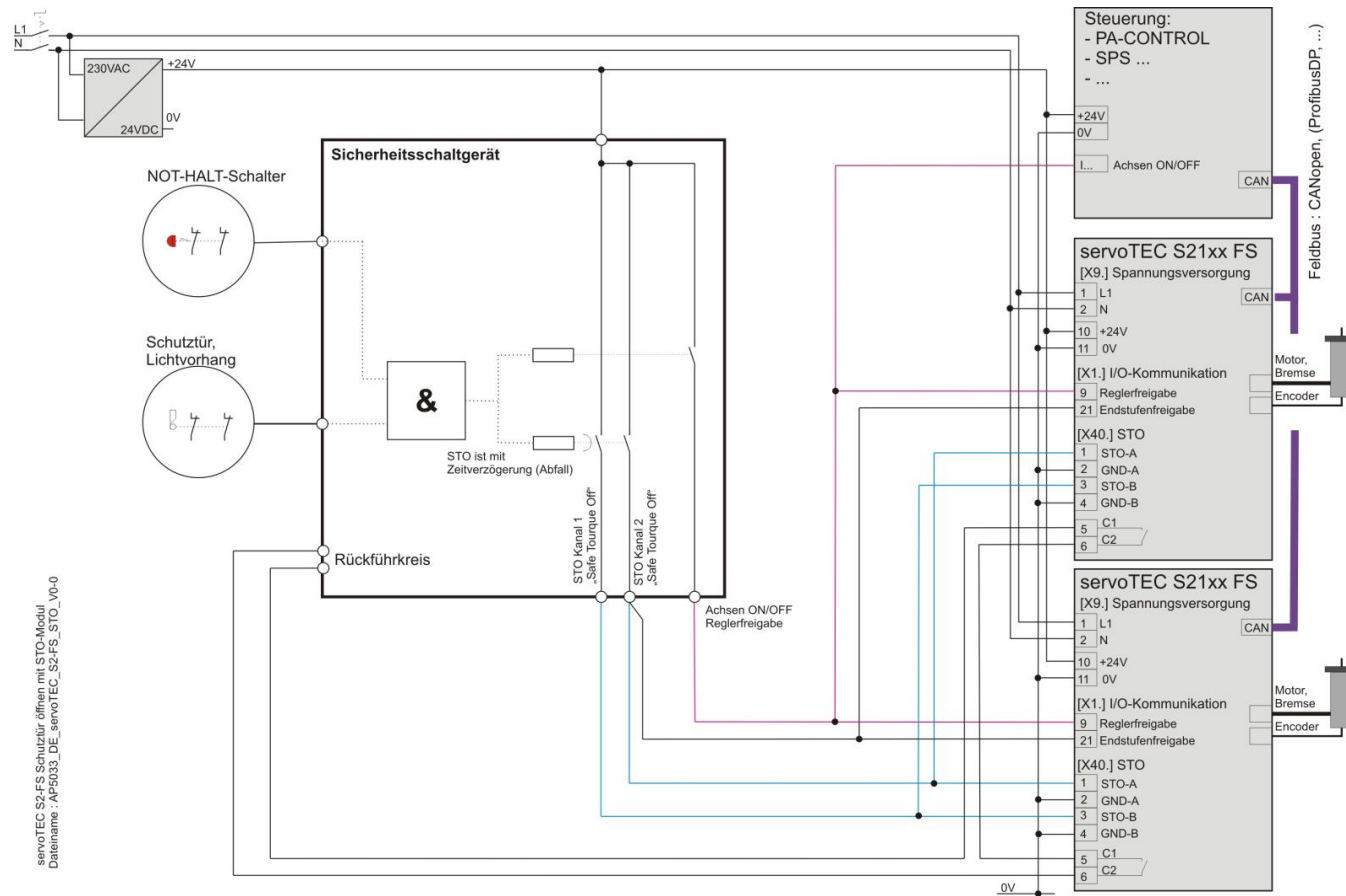 L1
N
230VAC
24VDC
+24V
0V
NOT-HALT-Schalter
Schutztür,
Lichtvorhang
Sicherheitsschaltgerät
&
STO ist mit
Zeitverzögerung (Abfall)
Rückführkreis
STO Kanal 1
„Safe Tourque Off“
STO Kanal 2
„Safe Tourque Off“
Achsen ON/OFF
Reglerfreigabe
Steuerung:
- PA-CONTROL
- SPS ...
- ...
+24V
0V
I... Achsen ON/OFF
CAN
Feldbus : CANopen, (ProfibusDP, ...)
servoTEC S21xx FS
[X9.] Spannungsversorgung
1 L1
2 N
CAN
10 +24V
11 0V
[X1.] I/O-Kommunikation
9 Reglerfreigabe
21 Endstufenfreigabe
Motor,
Bremse
Encoder
[X40.] STO
1 STO-A
2 GND-A
3 STO-B
4 GND-B
5 C1
6 C2
servoTEC S21xx FS
[X9.] Spannungsversorgung
1 L1
2 N
CAN
10 +24V
11 0V
[X1.] I/O-Kommunikation
9 Reglerfreigabe
21 Endstufenfreigabe
Motor,
Bremse
Encoder
[X40.] STO
1 STO-A
2 GND-A
3 STO-B
4 GND-B
5 C1
6 C2
0V
servoTEC S2-FS Schutztür öffnen mit STO-Modul
Dateiname : AP5033_DE_servoTEC_S2-FS_STO_V0-0